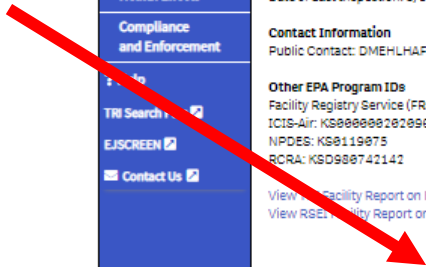 Compliance
and Enforcement
Help
TRI Search
EJSCREEN
Contact Us
Contact Information
Public Contact: DMEHLHAF
Other EPA Program IDs
Facility Registry Service (FR
ICIS-Air: KS000000202090
NPDES: KS0119075
RCRA: KSD980742142
View Facility Report on
View RSEI Facility Report on